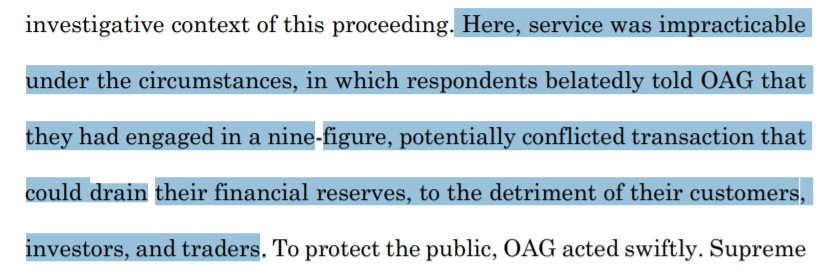 investigative context of this proceeding. Here, service was impracticable
under the circumstances, in which respondents belatedly told OAG that
they had engaged in a nine-figure, potentially conflicted transaction that
could drain their financial reserves, to the detriment of their customers,
investors, and traders. To protect the public, OAG acted swiftly. Supreme